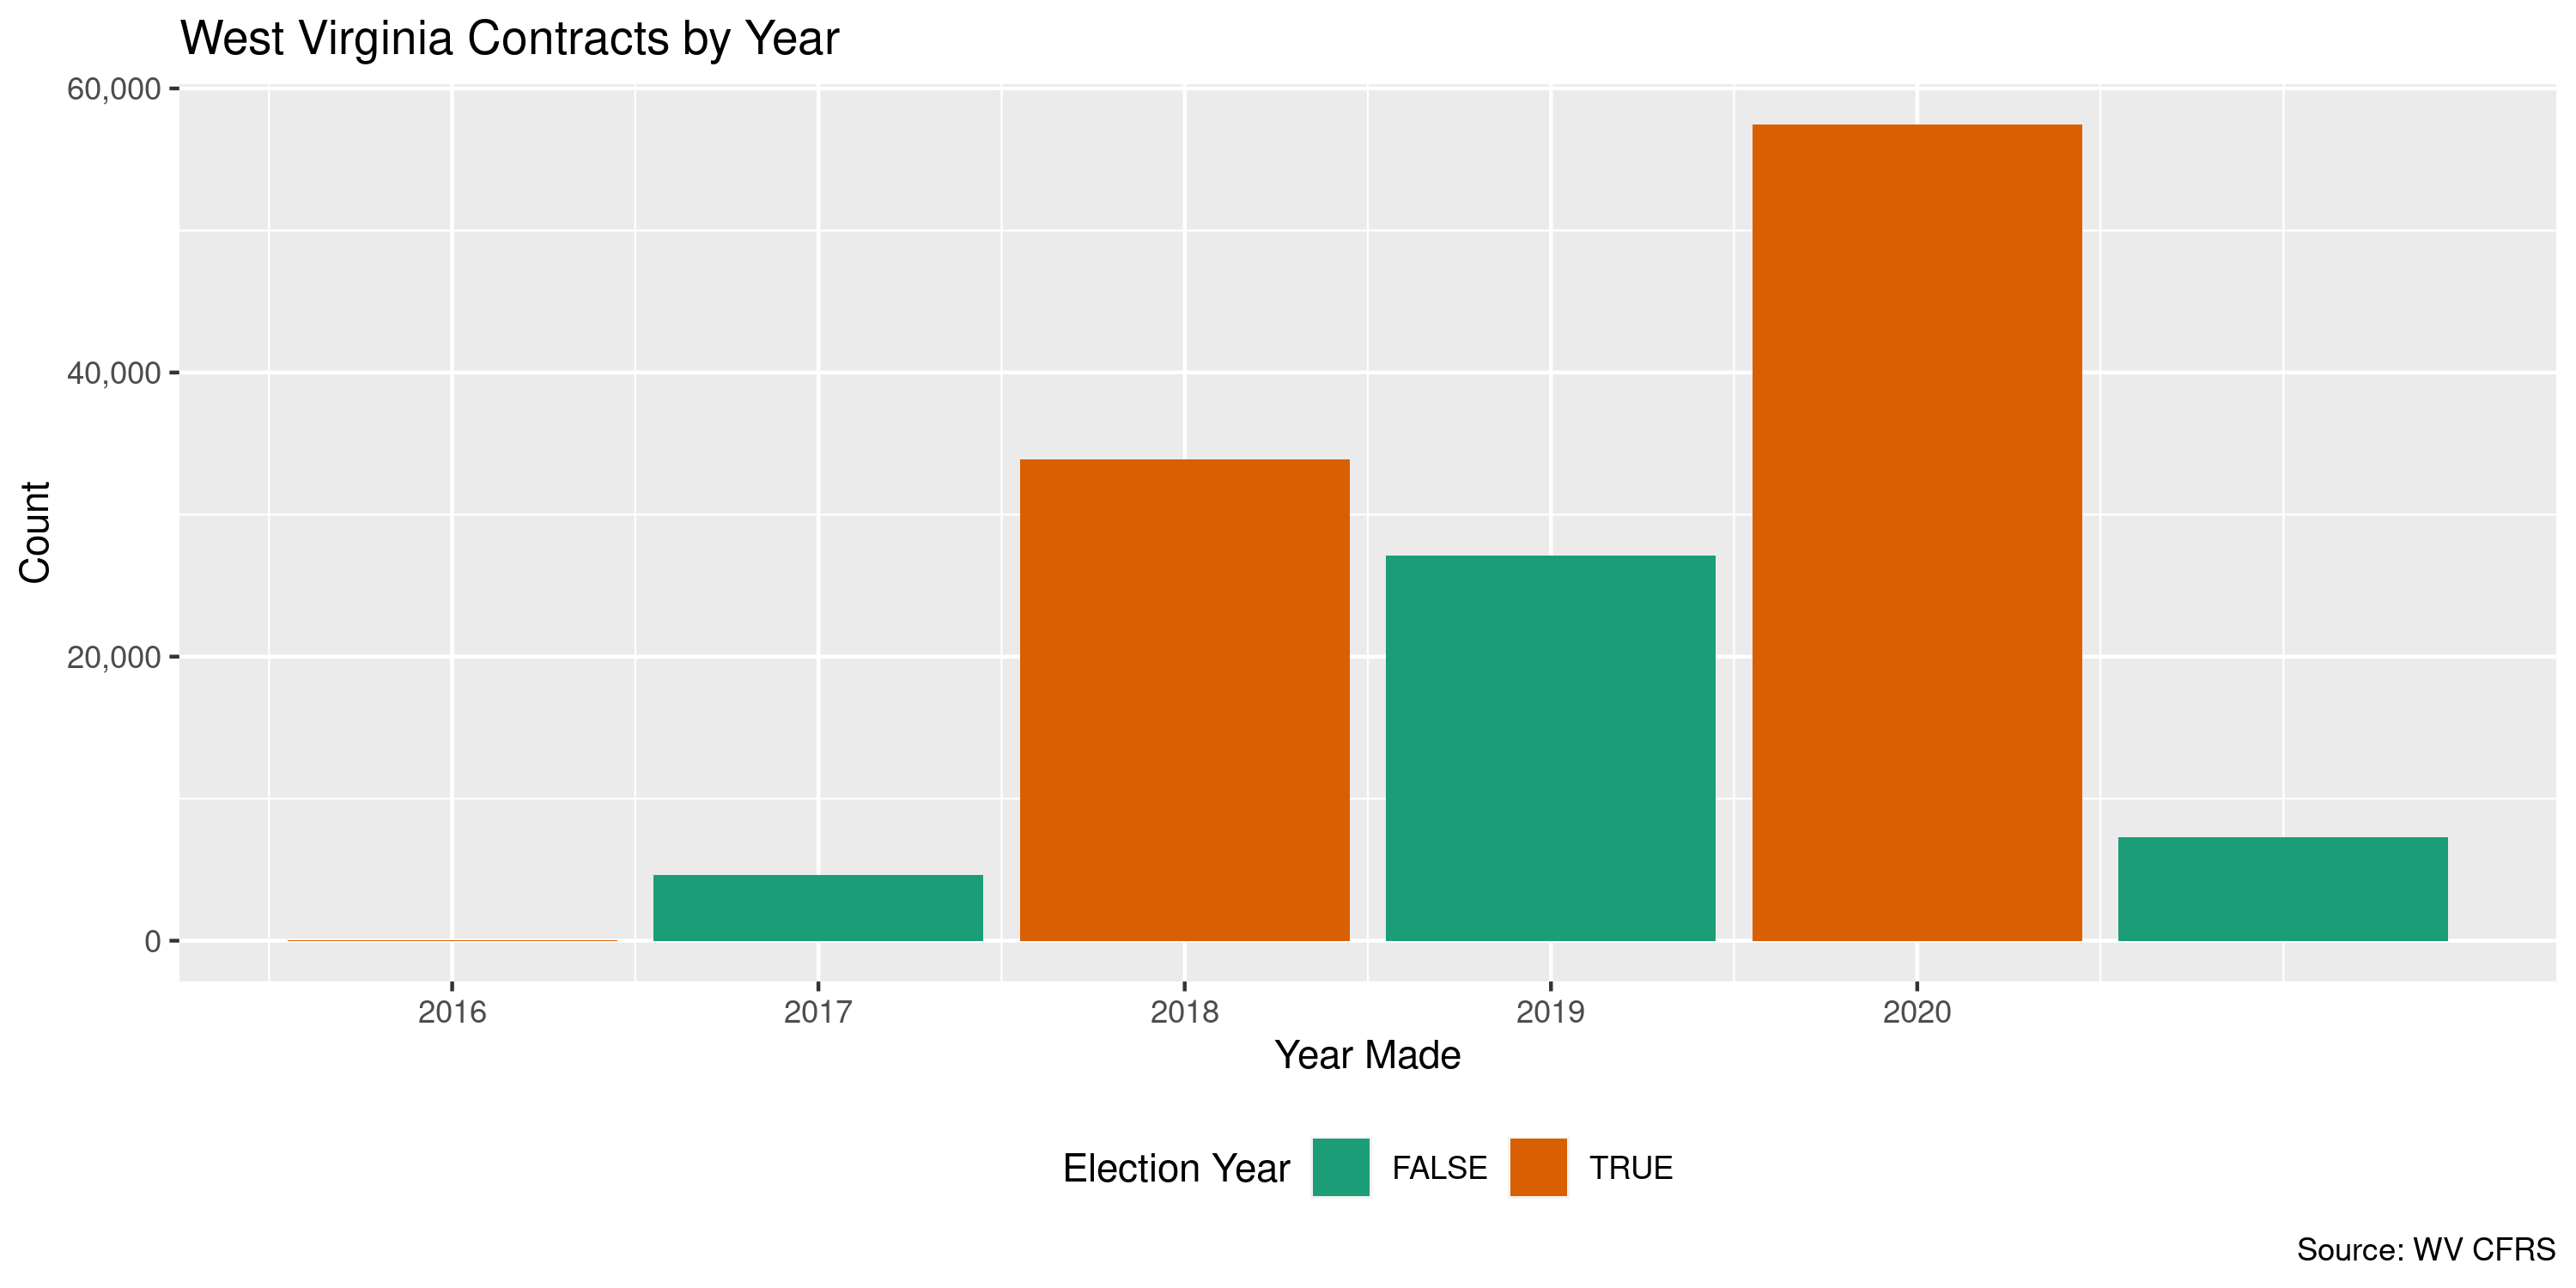 West Virginia Contracts by Year
60,000
40,000
20,000
0
Count
2016 2017 2018 2019 2020
Year Made
Election Year FALSE TRUE
Source: WV CFRS